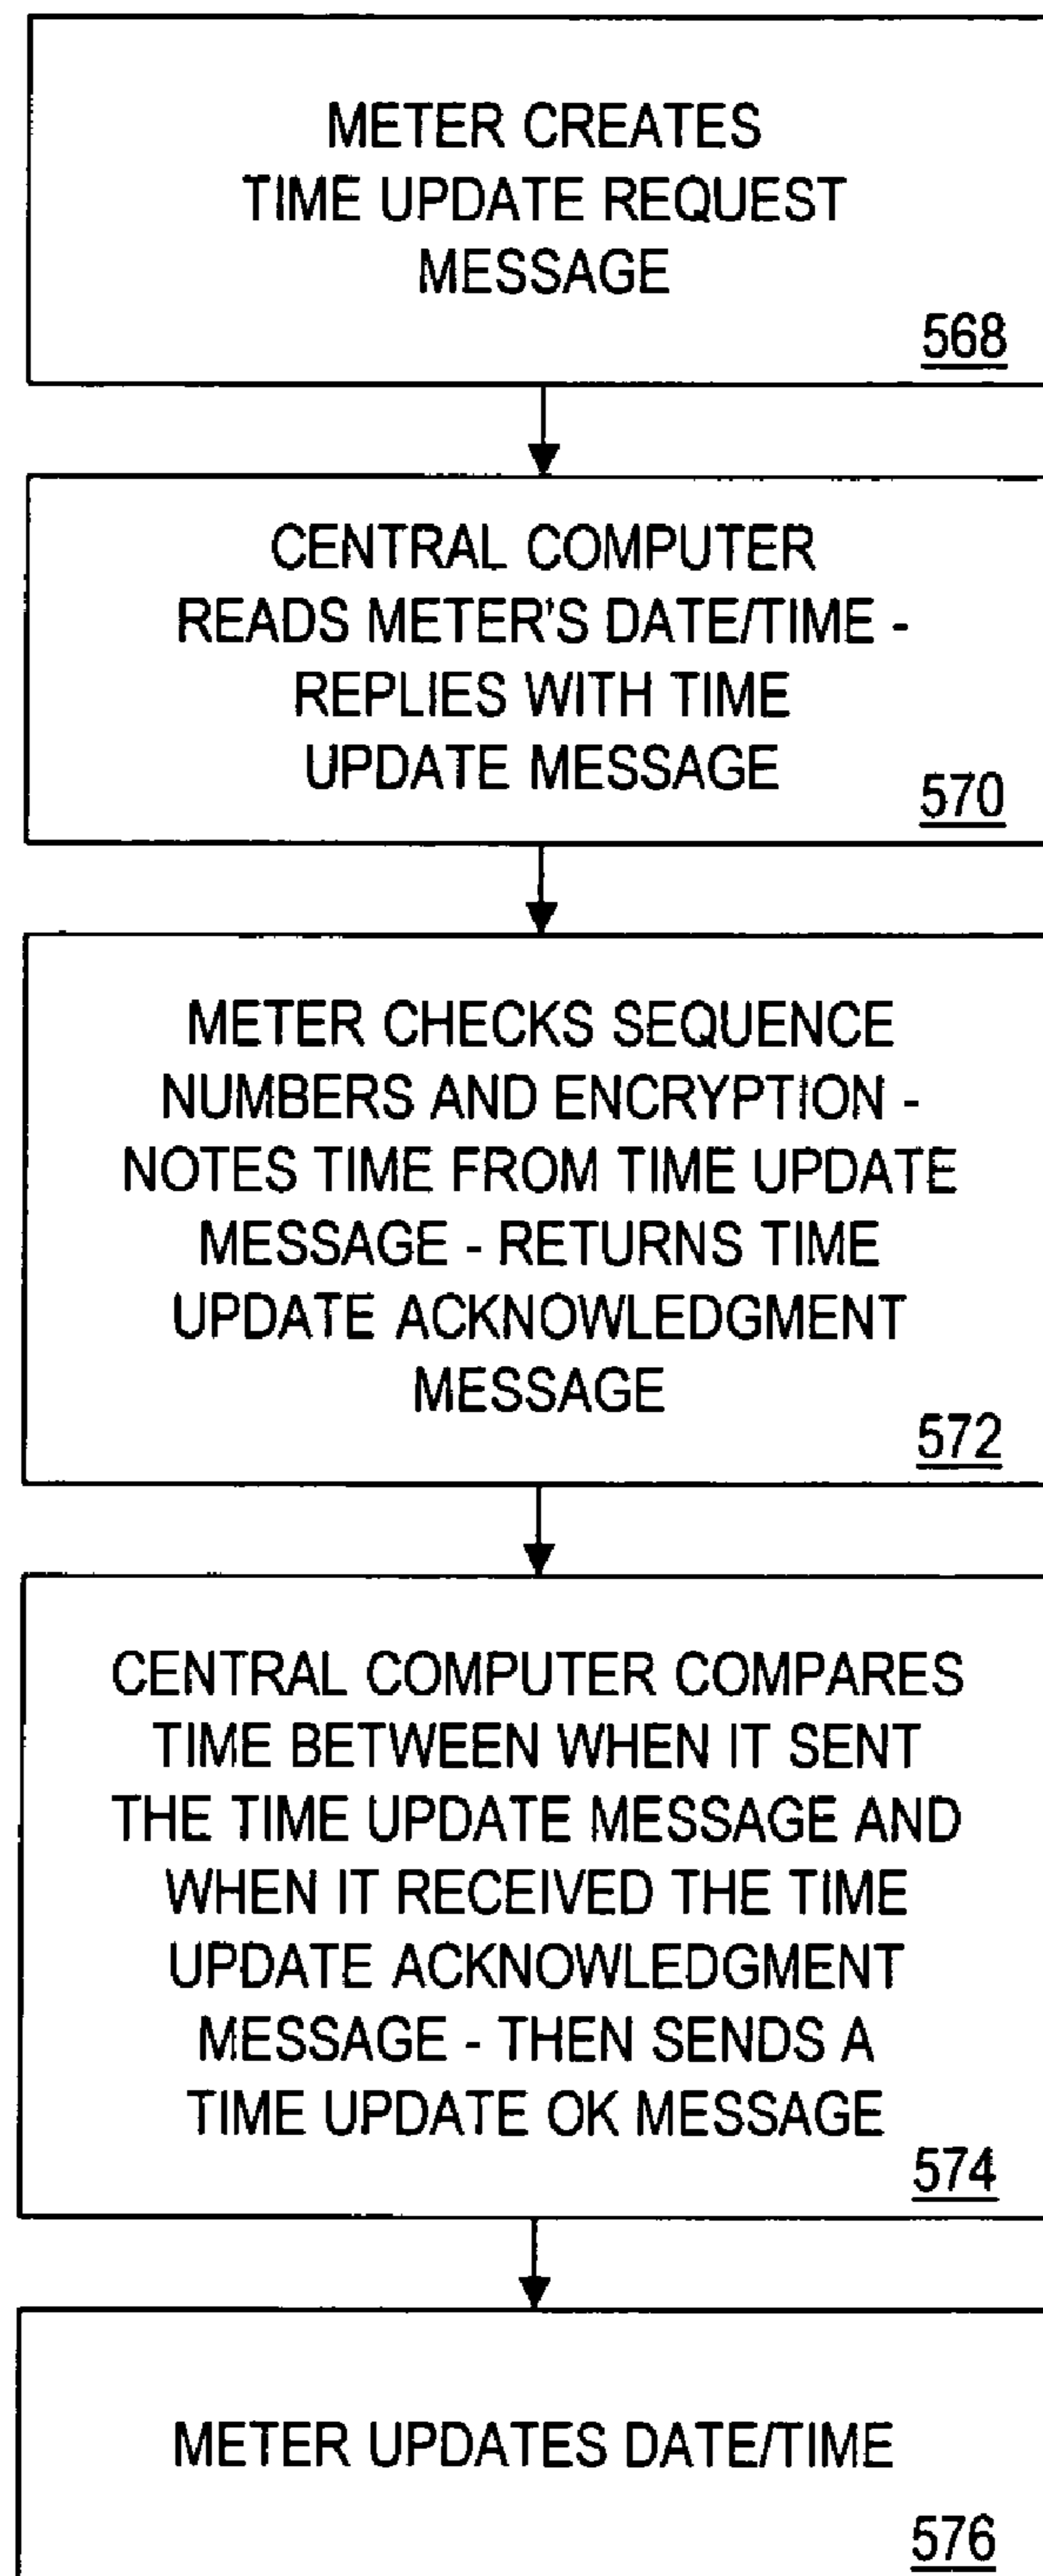 METER CREATES
TIME UPDATE REQUEST
MESSAGE
568
CENTRAL COMPUTER
READS METER'S DATE/TIME -
REPLIES WITH TIME
UPDATE MESSAGE
570
METER CHECKS SEQUENCE
NUMBERS AND ENCRYPTION -
NOTES TIME FROM TIME UPDATE
MESSAGE - RETURNS TIME
UPDATE ACKNOWLEDGMENT
MESSAGE
572
CENTRAL COMPUTER COMPARES
TIME BETWEEN WHEN IT SENT
THE TIME UPDATE MESSAGE AND
WHEN IT RECEIVED THE TIME
UPDATE ACKNOWLEDGMENT
MESSAGE - THEN SENDS A
TIME UPDATE OK MESSAGE
574
METER UPDATES DATE/TIME
576